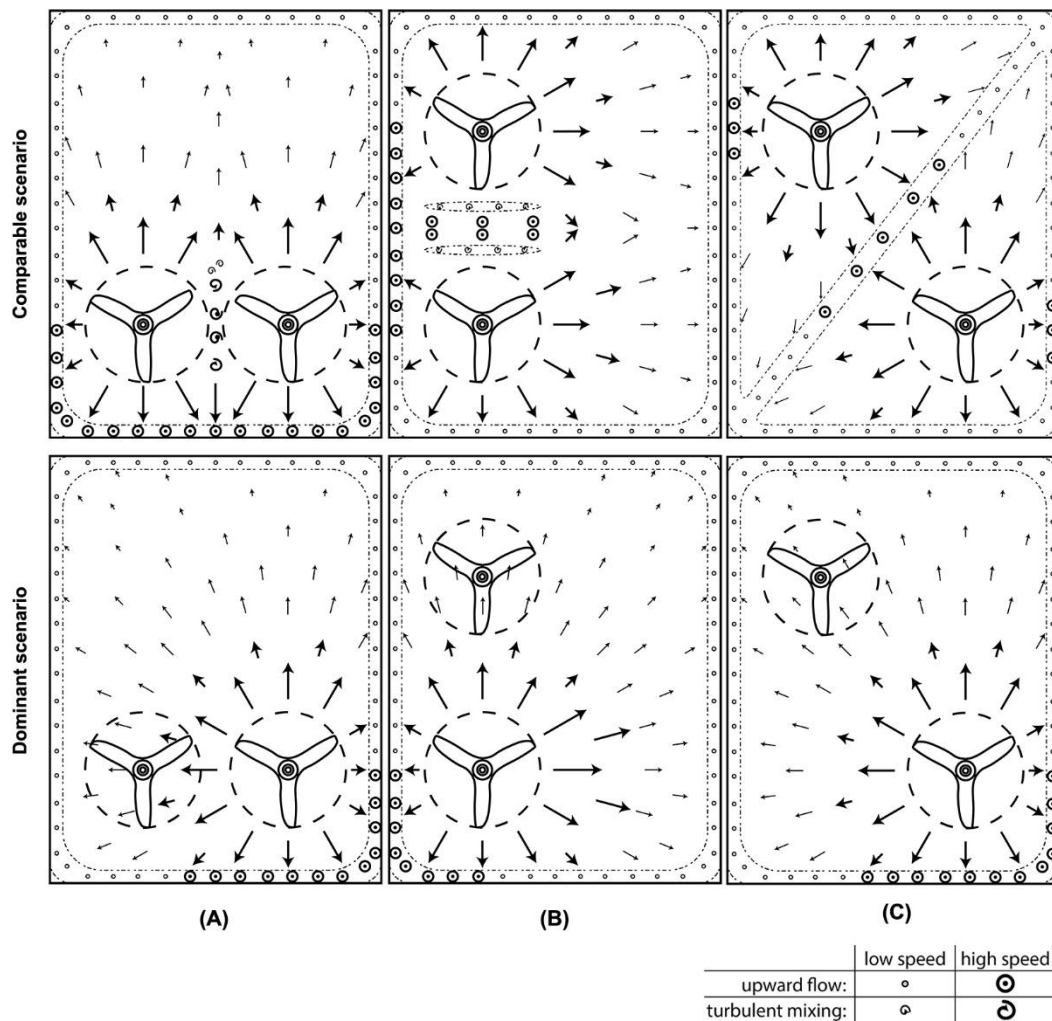 Comparable scenario
Dominant scenario
(A)
(B)
(C)
low speed high speed
upward flow:
turbulent mixing: